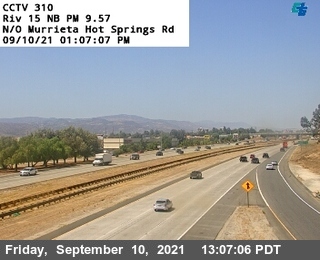 CCTV 310
Riv 15 NB PM 9.57
N/O Murrieta Hot Springs Rd
09/10/21 01:07:07 PM
Friday, September 10, 2021 13:07:06 PDT